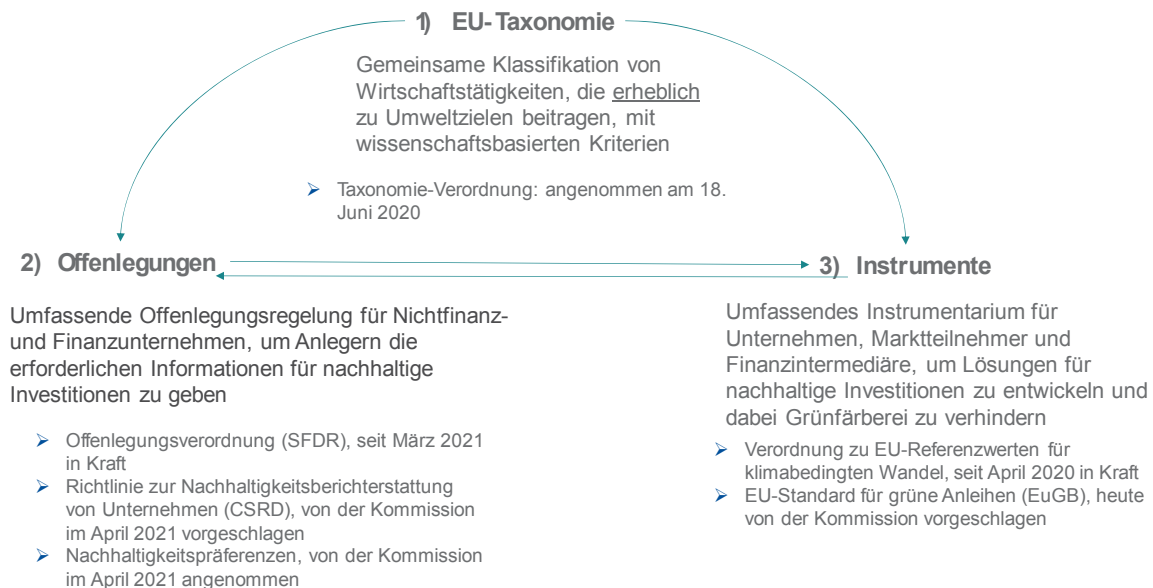 1) EU-Taxonomie
Gemeinsame Klassifikation von
Wirtschaftstätigkeiten, die erheblich
zu Umweltzielen beitragen, mit
wissenschaftsbasierten Kriterien
➢ Taxonomie-Verordnung: angenommen am 18.
Juni 2020
2) Offenlegungen
Umfassende Offenlegungsregelung für Nichtfinanz-
und Finanzunternehmen, um Anlegern die
erforderlichen Informationen für nachhaltige
Investitionen zu geben
➢ Offenlegungsverordnung (SFDR), seit März 2021
in Kraft
➢ Richtlinie zur Nachhaltigkeitsberichterstattung
von Unternehmen (CSRD), von der Kommission
im April 2021 vorgeschlagen
➢ Nachhaltigkeitspräferenzen, von der Kommission
im April 2021 angenommen
3) Instrumente
Umfassendes Instrumentarium für
Unternehmen, Marktteilnehmer und
Finanzintermediäre, um Lösungen für
nachhaltige Investitionen zu entwickeln und
dabei Grünfärberei zu verhindern
➢ Verordnung zu EU-Referenzwerten für
klimabedingten Wandel, seit April 2020 in Kraft
➢ EU-Standard für grüne Anleihen (EuGB), heute
von der Kommission vorgeschlagen